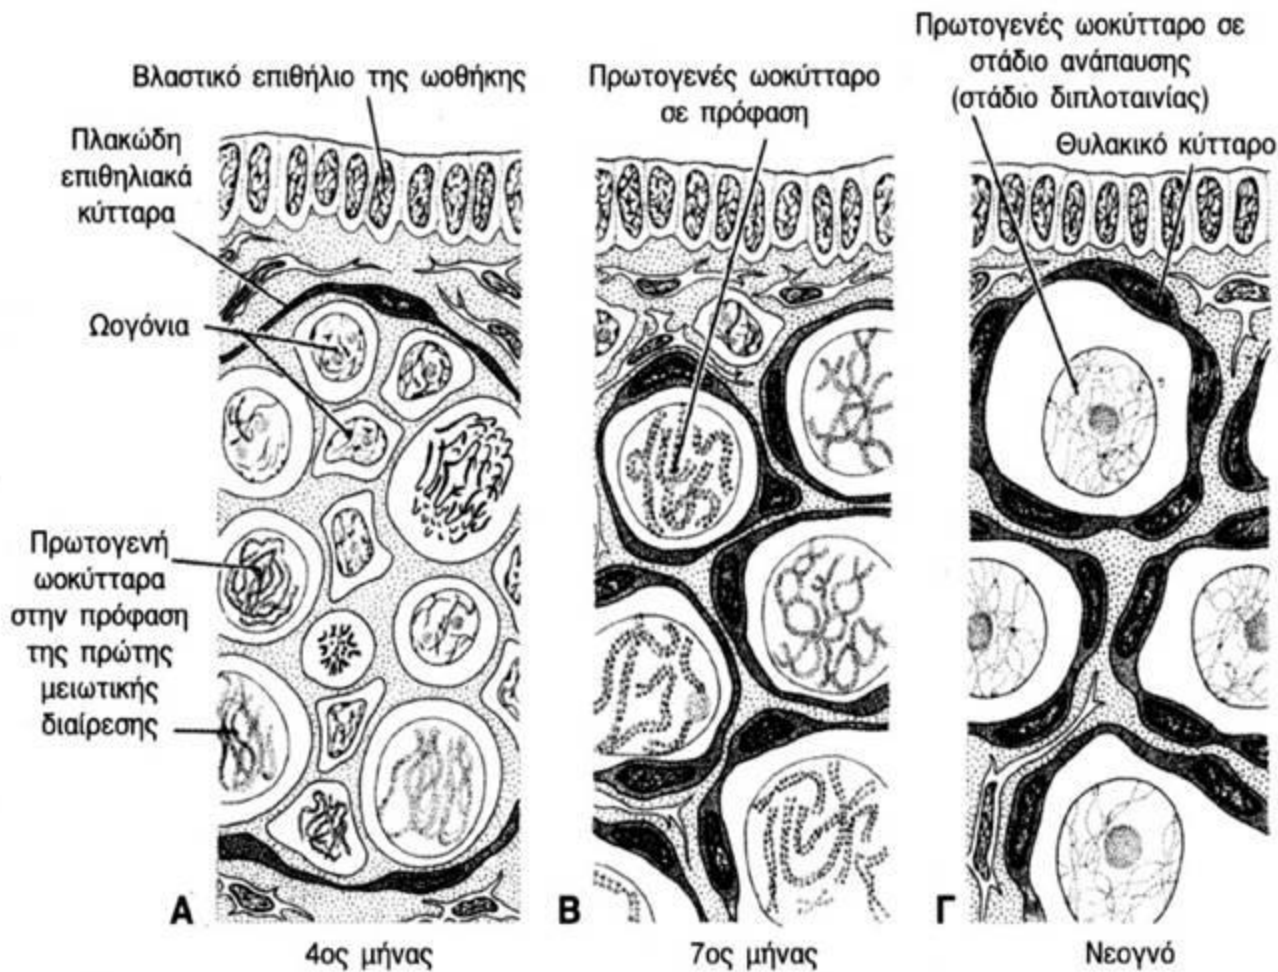 Βλαστικό επιθήλιο της ωοθήκης
Πλακώδη
επιθηλιακά
κύτταρα
Ωογόνια
Πρωτογενή
ωοκύτταρα
στην πρόφαση
της πρώτης
μειωτικής
διαίρεσης
Α
4ος μήνας
Πρωτογενές ωοκύτταρο
σε πρόφαση
Β
7ος μήνας
Πρωτογενές ωοκύτταρο σε
στάδιο ανάπαυσης
(στάδιο διπλοταινίας)
Θυλακικό κύτταρο
Γ
Νεογνό